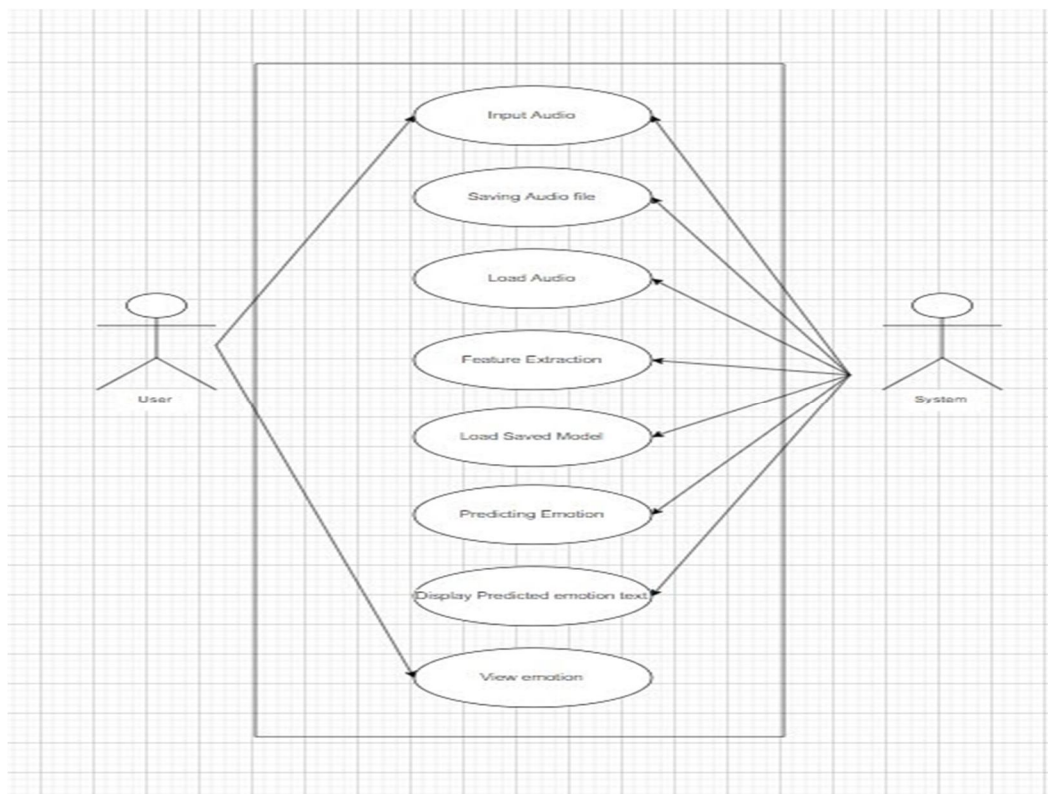 Input Audio
Saving Audio file
Load Audio
Feature Extraction
User
System
Load Saved Model
Predicting Emotion
Display Predicted emotion text
View emotion